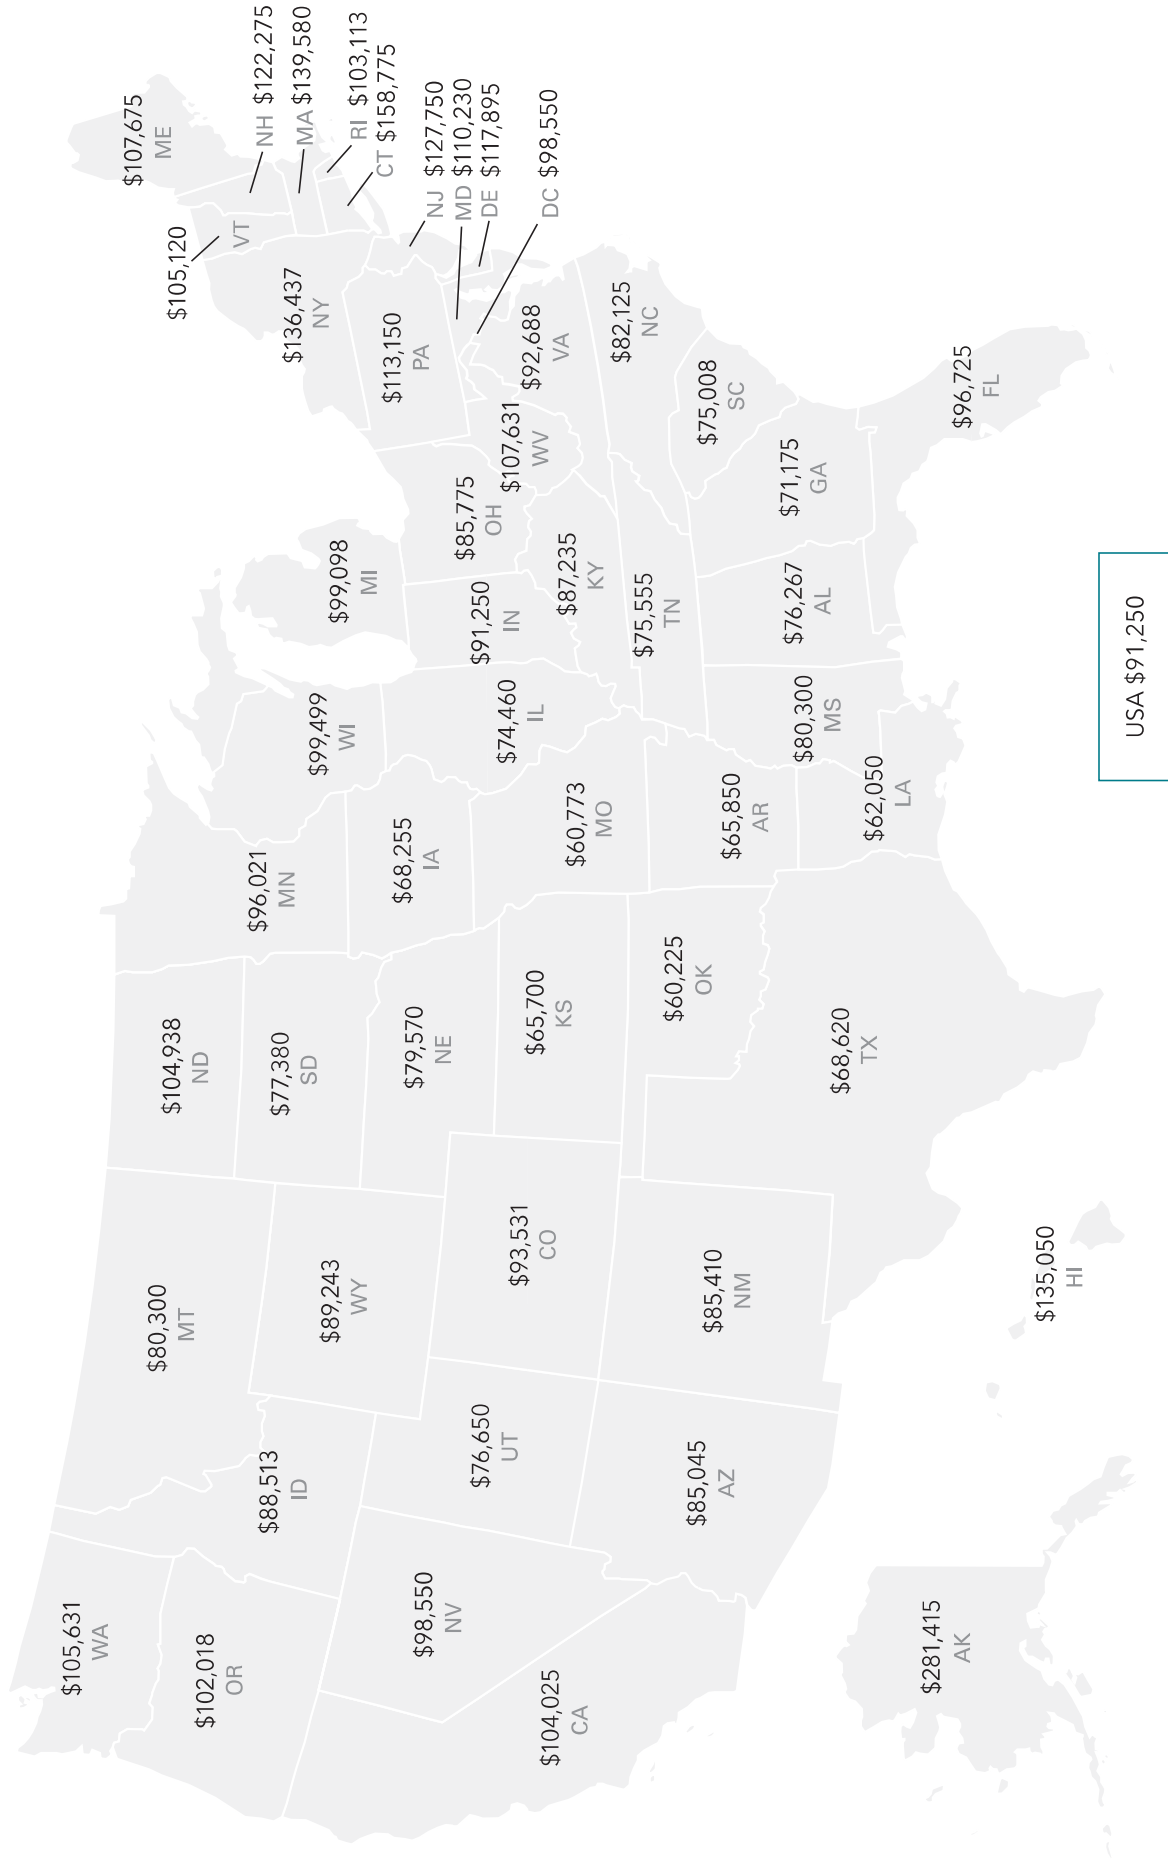 $105,631
WA
$102,018
OR
$104,025
CA
$98,550
NV
$88,513
ID
$80,300
MT
$89,243
WY
$76,650
UT
$93,531
CO
$85,045
AZ
$85,410
NM
$104,938
ND
$77,380
SD
$79,570
NE
$65,700
KS
$60,225
OK
$68,620
TX
$96,021
MN
$68,255
IA
$60,773
MO
$65,850
AR
$62,050
LA
$99,499
WI
$74,460
IL
$99,098
MI
$91,250
IN
$85,775
OH
$87,235
KY
$75,555
TN
$80,300
MS
$76,267
AL
$71,175
GA
$96,725
FL
$75,008
SC
$82,125
NC
$92,688
VA
$107,631
WV
$113,150
PA
$136,437
NY
$105,120
VT
$107,675
ME
NH $122,275
MA $139,580
RI $103,113
CT $158,775
NJ $127,750
MD $110,230
DE $117,895
DC $98,550
$281,415
AK
$135,050
HI
USA $91,250